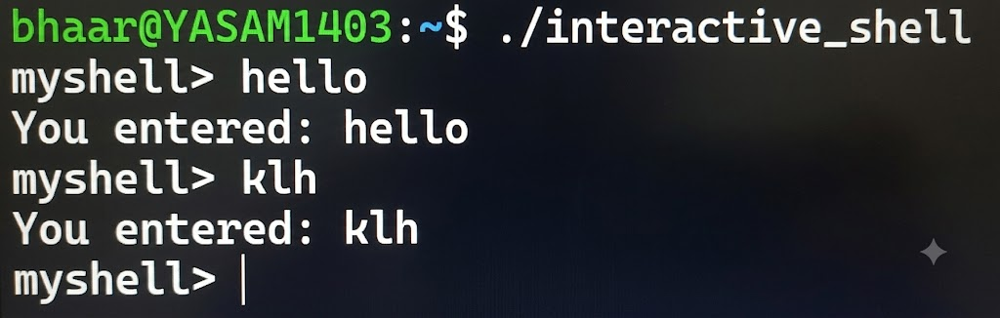 bhaar@YASAM1403:~$ ./interactive_shell
myshell> hello
You entered: hello
myshell> klh
You entered: klh
myshell>